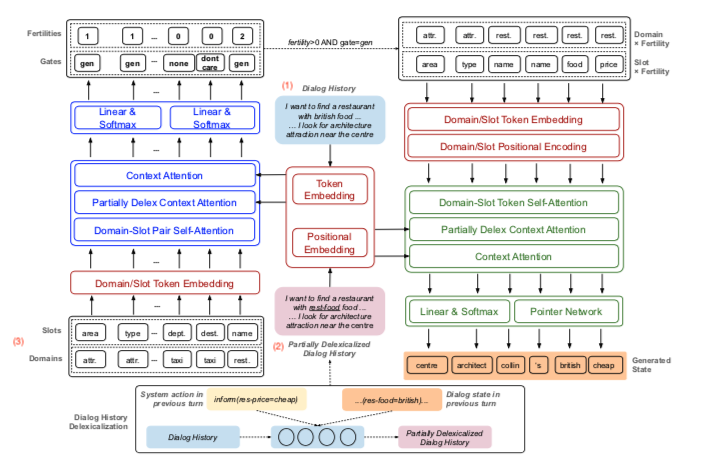 Fertilities
1 1 ... 0 0 2
fertility>0 AND gate=gen
Gates
gen gen ... none dont care gen
attr. attr. rest. rest. rest. rest.
Domain × Fertility
area type name name food price
Slot × Fertility
...
Linear & Softmax
Linear & Softmax
...
(1)
Dialog History
I want to find a restaurant
with british food ...
... I look for architecture
attraction near the centre
Domain/Slot Token Embedding
Domain/Slot Positional Encoding
Context Attention
Partially Delex Context Attention
Domain-Slot Pair Self-Attention
Token Embedding
Positional Embedding
Domain-Slot Token Self-Attention
Partially Delex Context Attention
Context Attention
...
Domain/Slot Token Embedding
...
I want to find a restaurant
with rest-food food ...
... I look for architecture
attraction near the centre
(2)
Partially Delexicalized
Dialog History
Linear & Softmax
Pointer Network
(3)
Slots
area type ... dept. dest. name
Domains
attr. attr. ... taxi taxi rest.
centre architect collin 's british cheap
Generated State
System action in previous turn
inform(res-price=cheap)
...(res-food=british)...
Dialog state in previous turn
Dialog History Delexicalization
Dialog History
Partially Delexicalized Dialog History